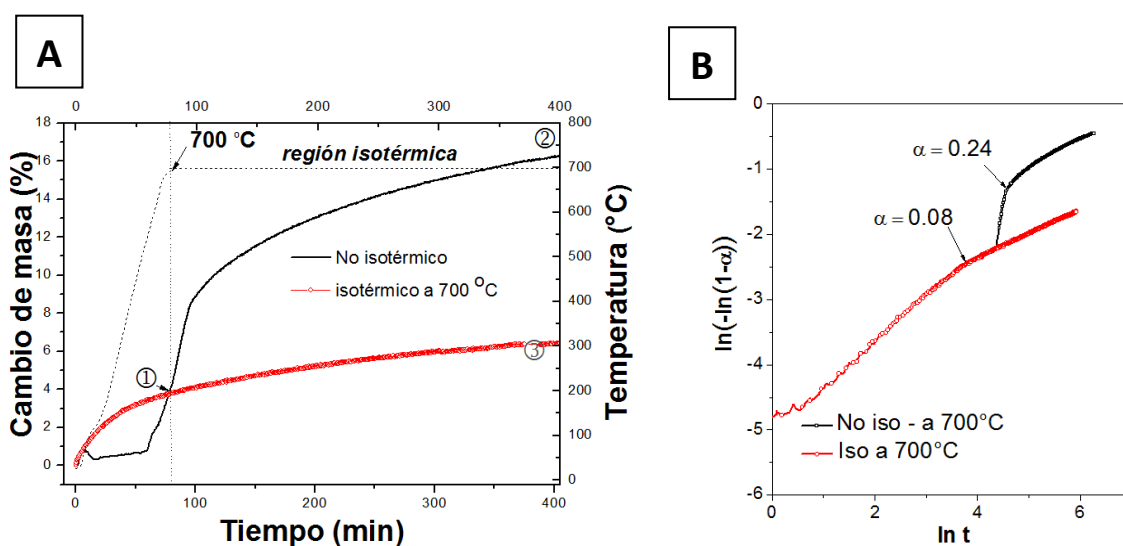 A
0 100 200 300 400
18
16
14
12
10
8
6
4
2
0
Cambio de masa (%)
700 °C
región isotérmica
②
No isotérmico
isotérmico a 700 °C
①
③
800
700
600
500
400
300
200
100
0
Temperatura (°C)
0 100 200 300 400
Tiempo (min)
B
0
-1
-2
-3
-4
-5
-6
ln(-ln(1-α))
α = 0.24
α = 0.08
No iso - a 700°C
Iso a 700°C
0 2 4 6
ln t